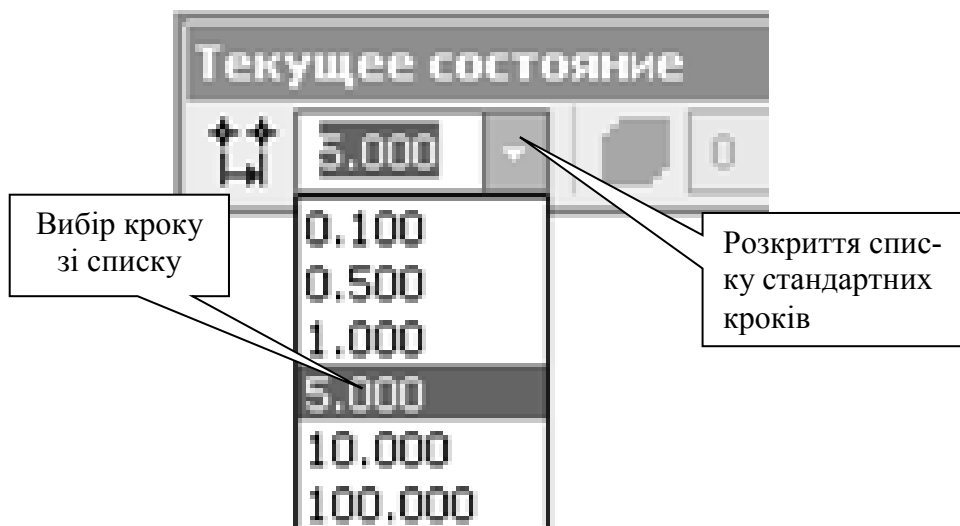 Текущее состояние
5.000
0
Вибір кроку
зі списку
0.100
0.500
1.000
5.000
10.000
100.000
Розкриття спис-
ку стандартних
кроків